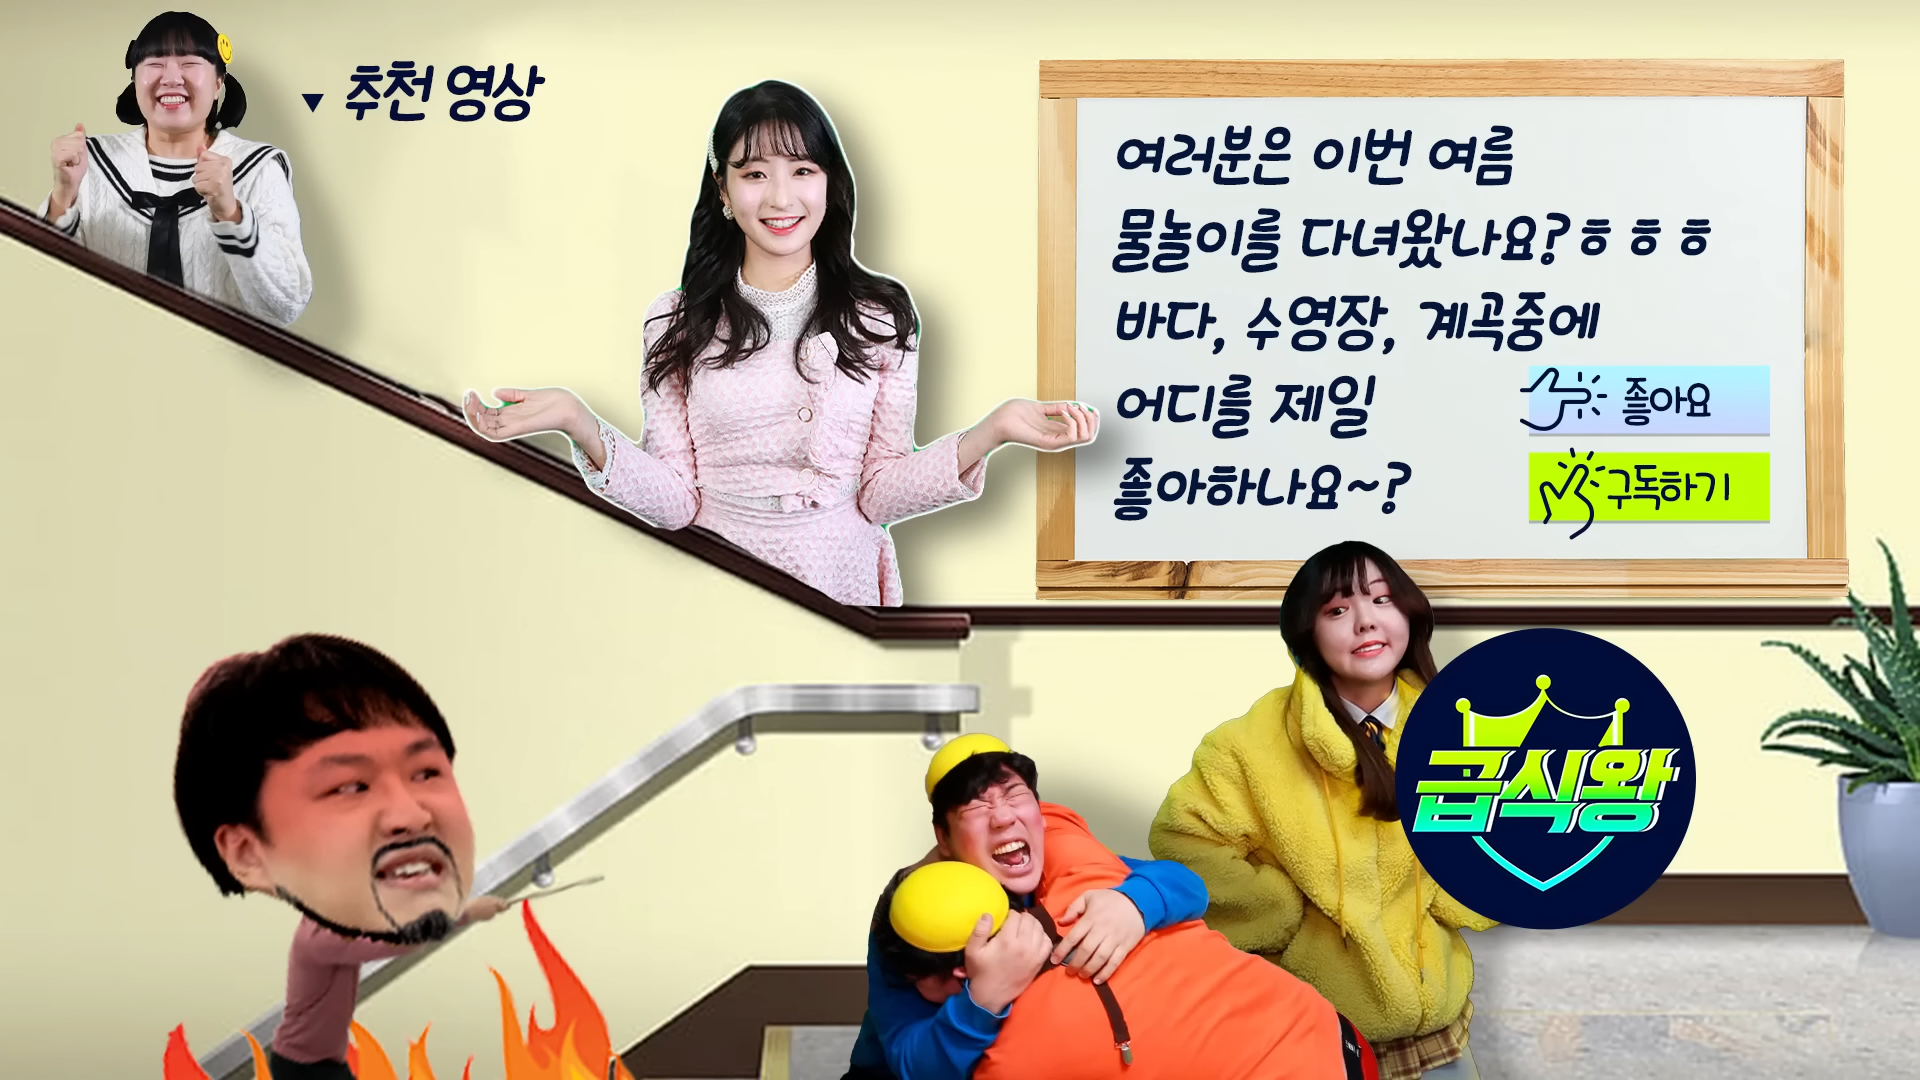 ▼ 추천 영상
여러분은 이번 여름
물놀이를 다녀왔나요?ㅎㅎㅎ
바다, 수영장, 계곡중에
어디를 제일
좋아하나요~?
좋아요
구독하기
급식왕